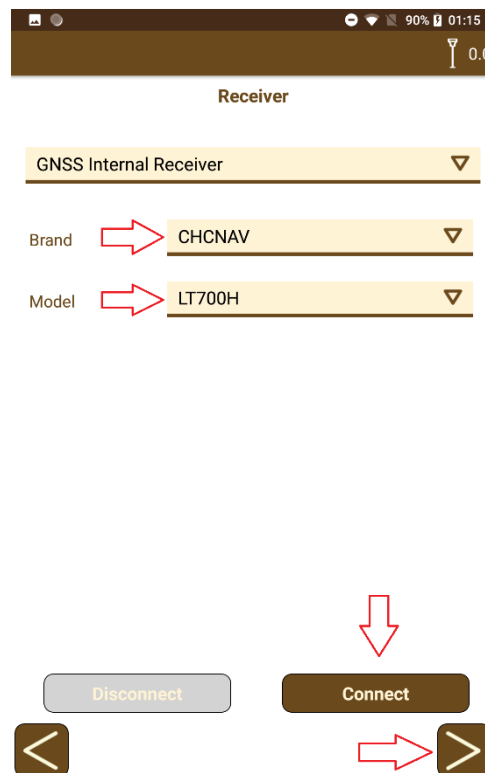 90% 01:15
0.0
Receiver
GNSS Internal Receiver
Brand CHCNAV
Model LT700H
Disconnect Connect